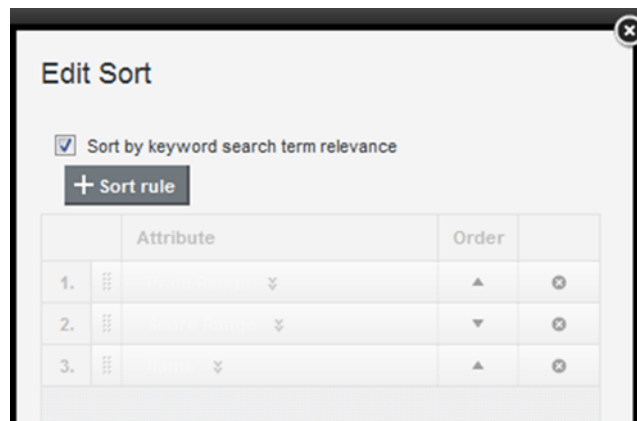 Edit Sort
Sort by keyword search term relevance
+ Sort rule
Attribute Order
1.
2.
3.